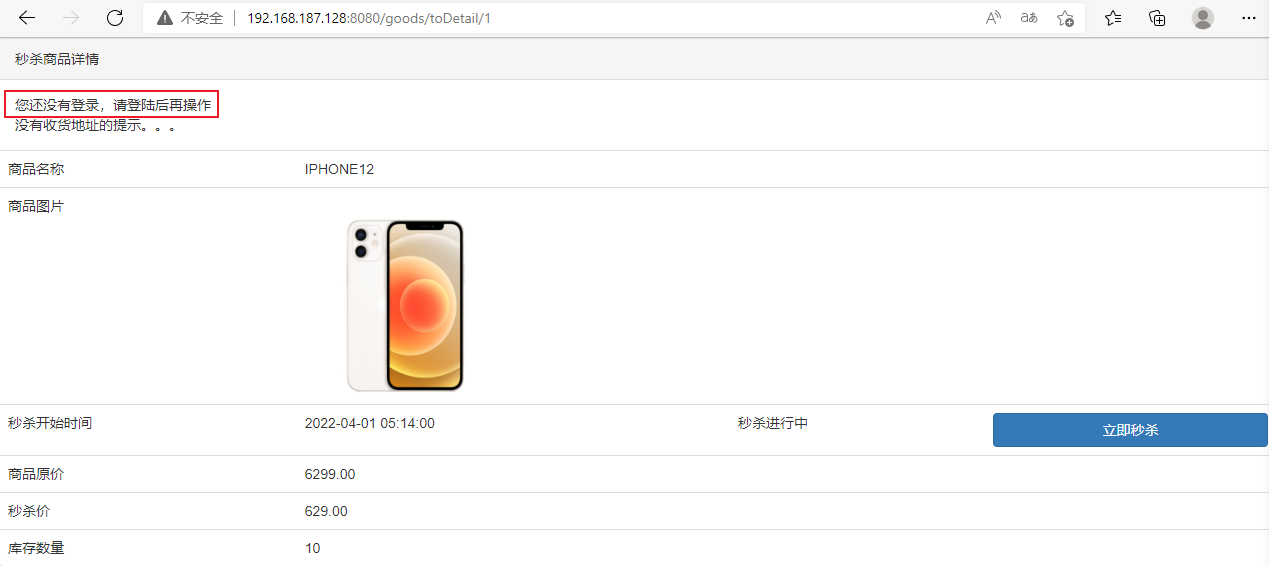 不安全 192.168.187.128:8080/goods/toDetail/1 A aあ
秒杀商品详情
您还没有登录，请登陆后再操作
没有收货地址的提示。。。
商品名称 IPHONE12
商品图片
秒杀开始时间 2022-04-01 05:14:00 秒杀进行中 立即秒杀
商品原价 6299.00
秒杀价 629.00
库存数量 10